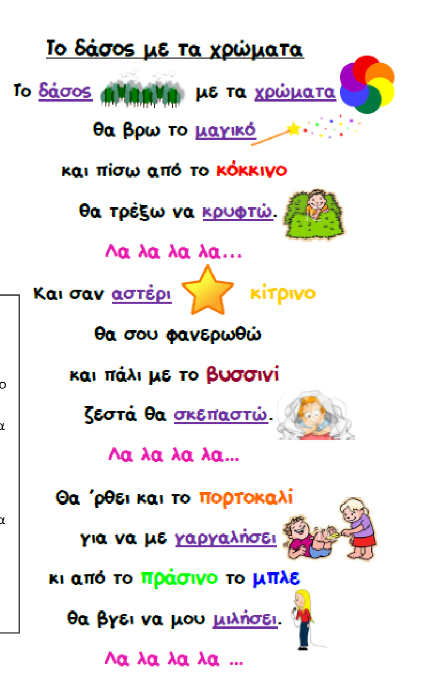 Το δάσος με τα χρώματα
Το δάσος με τα χρώματα
θα βρω το μαγικό
και πίσω από το κόκκινο
θα τρέξω να κρυφτώ.
Λα λα λα λα...
Και σαν αστέρι κίτρινο
θα σου φανερωθώ
και πάλι με το βυσσινί
ζεστά θα σκεπαστώ.
Λα λα λα λα...
Θα 'ρθει και το πορτοκαλί
για να με γαργαλήσει
κι από το πράσινο το μπλε
θα βγει να μου μιλήσει.
Λα λα λα λα ...